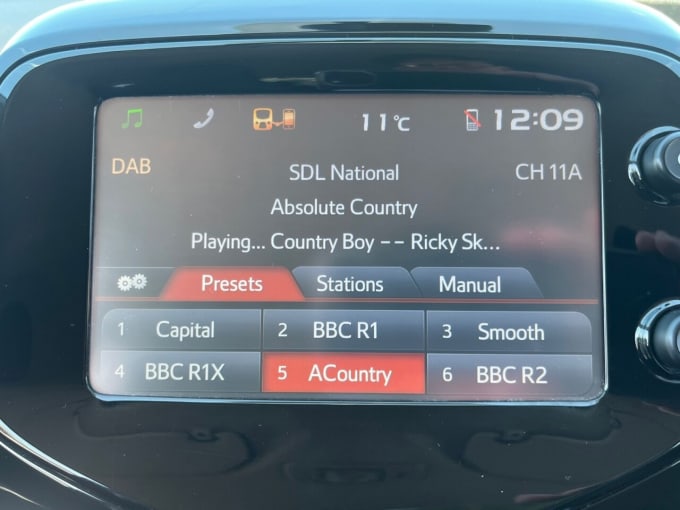 11°C 12:09
DAB SDL National CH 11A
Absolute Country
Playing... Country Boy -- Ricky Sk...
Presets Stations Manual
1 Capital 2 BBC R1 3 Smooth
4 BBC R1X 5 ACountry 6 BBC R2